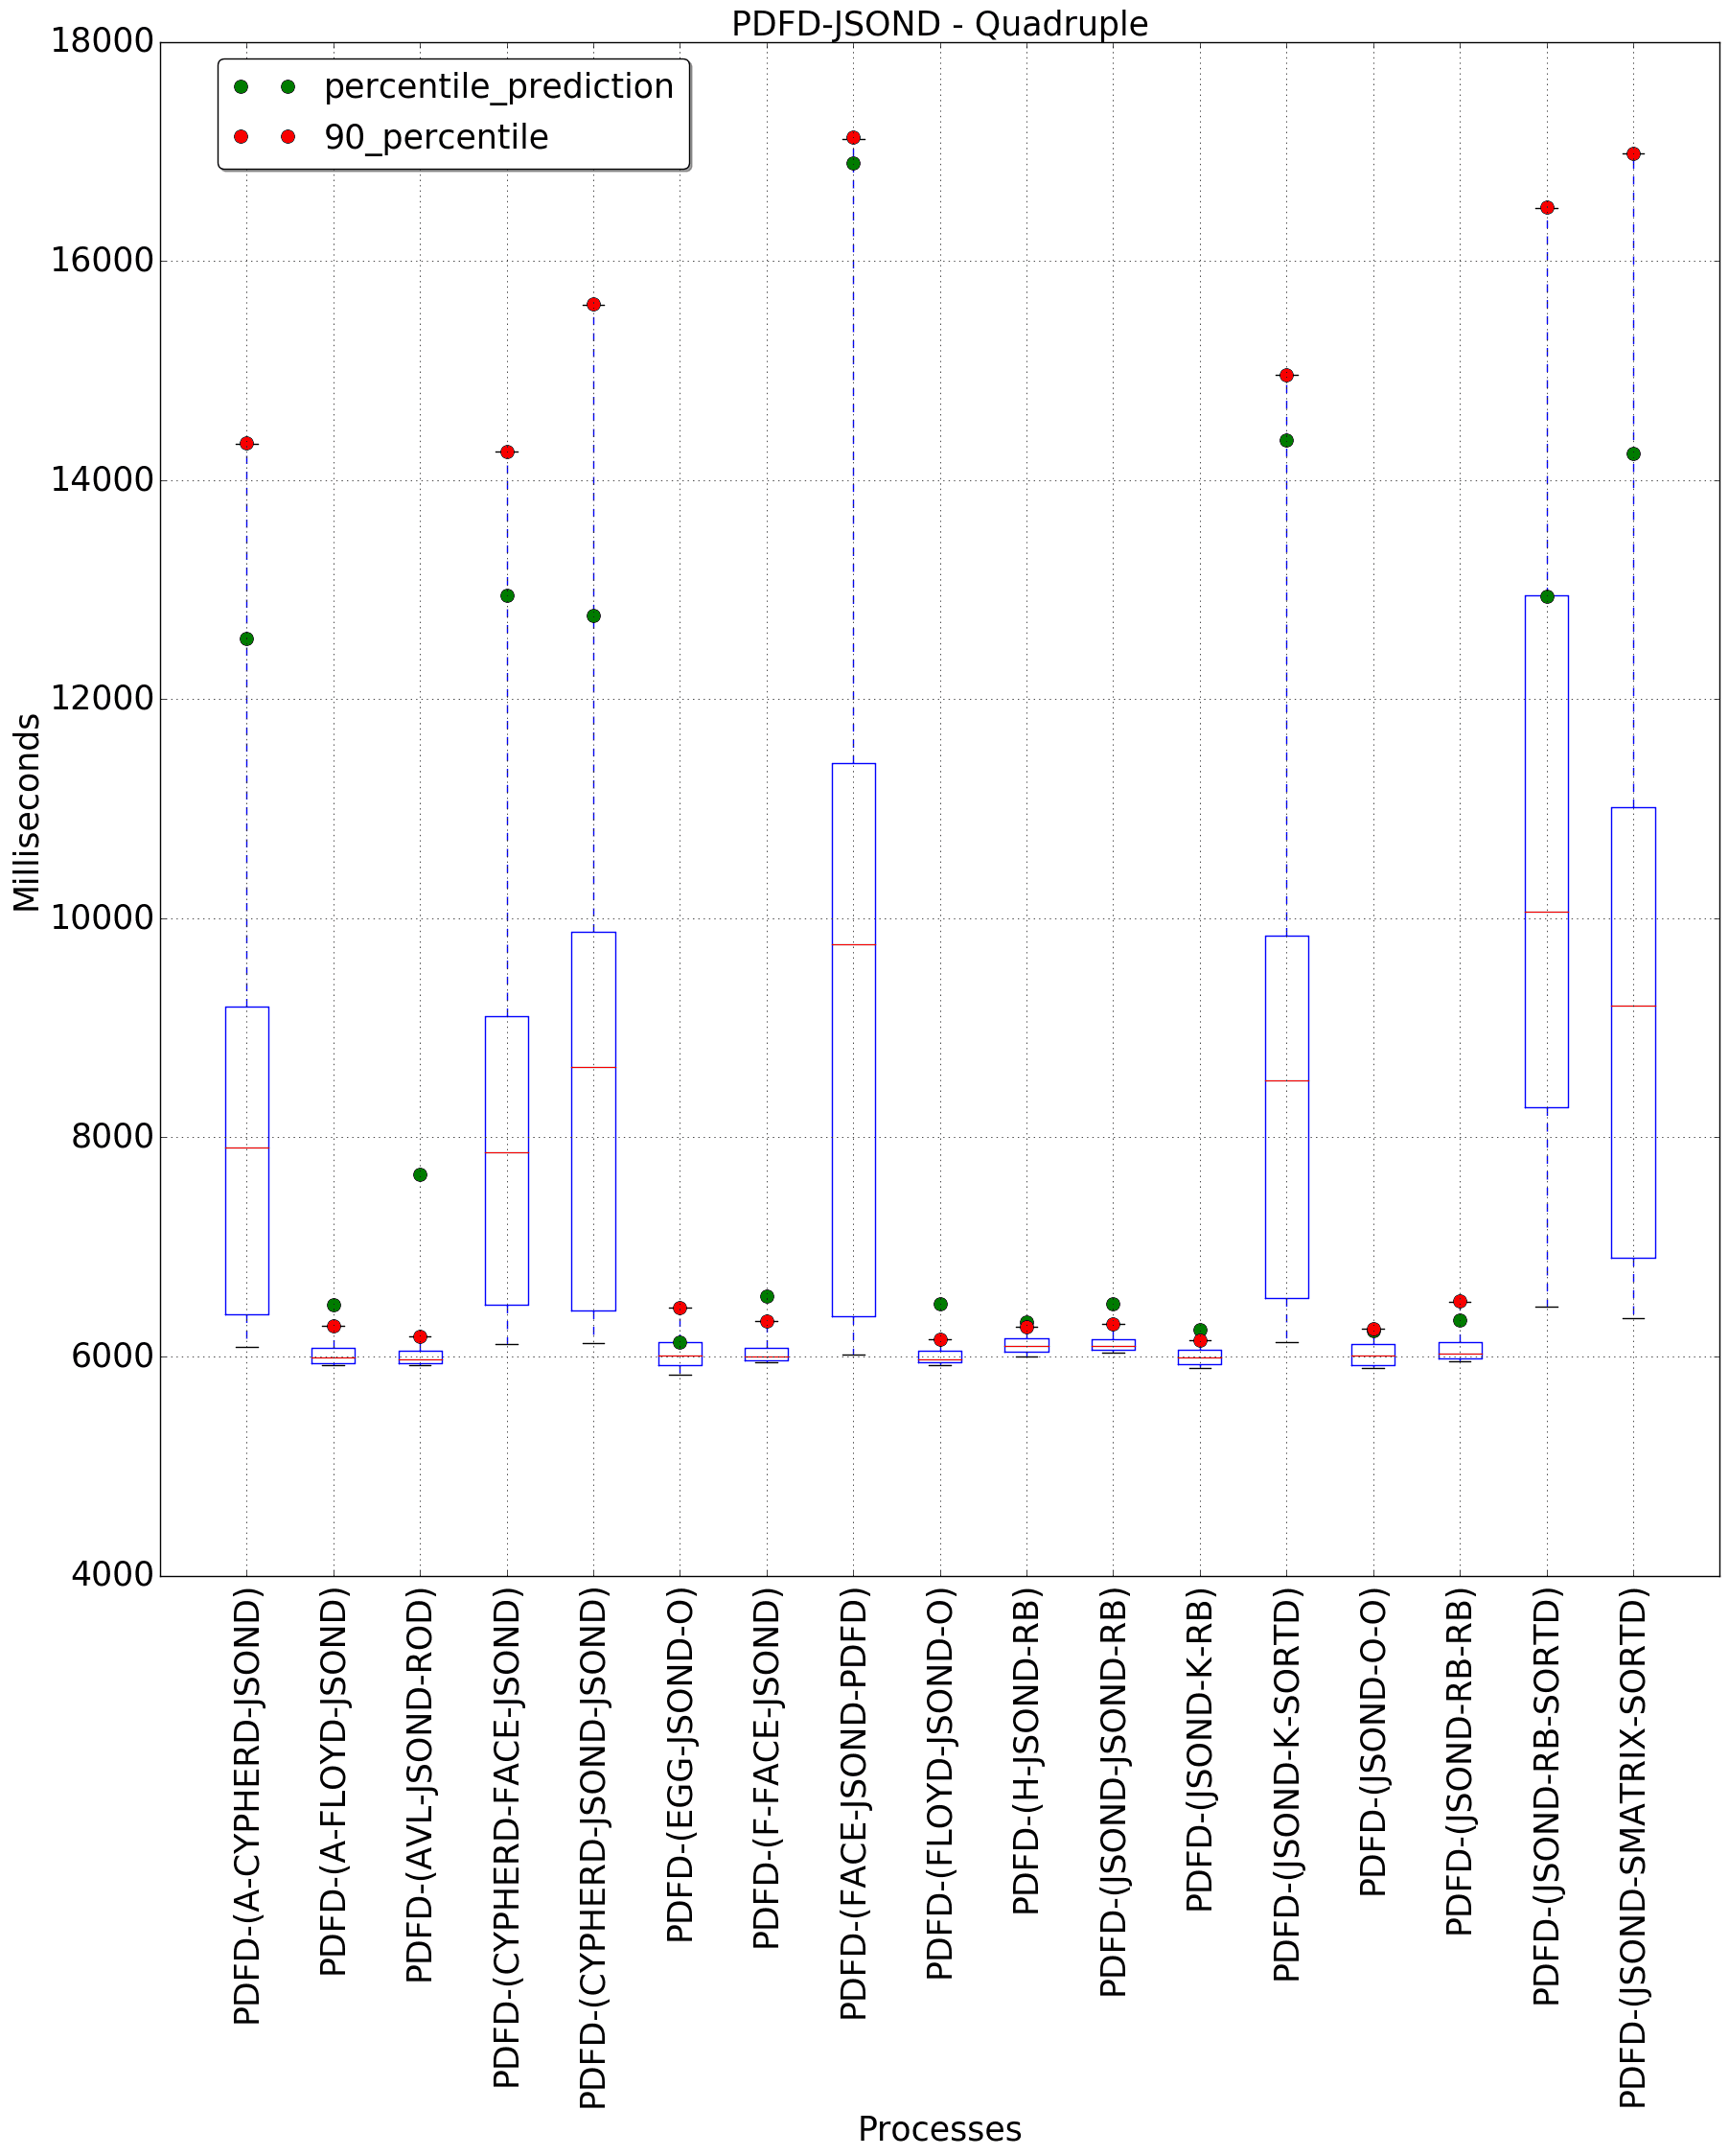 PDFD-JSOND - Quadruple
18000
16000
14000
12000
10000
8000
6000
4000
percentile_prediction
90_percentile
Milliseconds
PDFD-(A-CYPHERD-JSOND)
PDFD-(A-FLOYD-JSOND)
PDFD-(AVL-JSOND-ROD)
PDFD-(CYPHERD-FACE-JSOND)
PDFD-(CYPHERD-JSOND-JSOND)
PDFD-(EGG-JSOND-O)
PDFD-(F-FACE-JSOND)
PDFD-(FACE-JSOND-PDFD)
PDFD-(FLOYD-JSOND-O)
PDFD-(H-JSOND-RB)
PDFD-(JSOND-JSOND-RB)
PDFD-(JSOND-K-RB)
PDFD-(JSOND-K-SORTD)
PDFD-(JSOND-O-O)
PDFD-(JSOND-RB-RB)
PDFD-(JSOND-RB-SORTD)
PDFD-(JSOND-SMATRIX-SORTD)
Processes